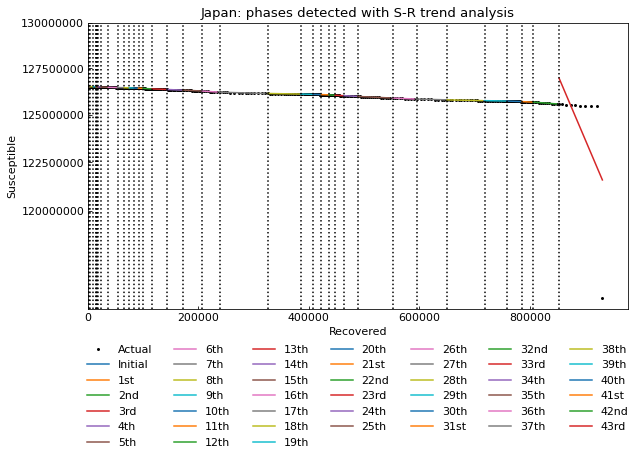 Japan: phases detected with S-R trend analysis
130000000
127500000
125000000
122500000
120000000
Susceptible
0 200000 400000 600000 800000
Recovered
Actual 6th 13th 20th 26th 32nd 38th
Initial 7th 14th 21st 27th 33rd 39th
1st 8th 15th 22nd 28th 34th 40th
2nd 9th 16th 23rd 29th 35th 41st
3rd 10th 17th 24th 30th 36th 42nd
4th 11th 18th 25th 31st 37th 43rd
5th 12th 19th